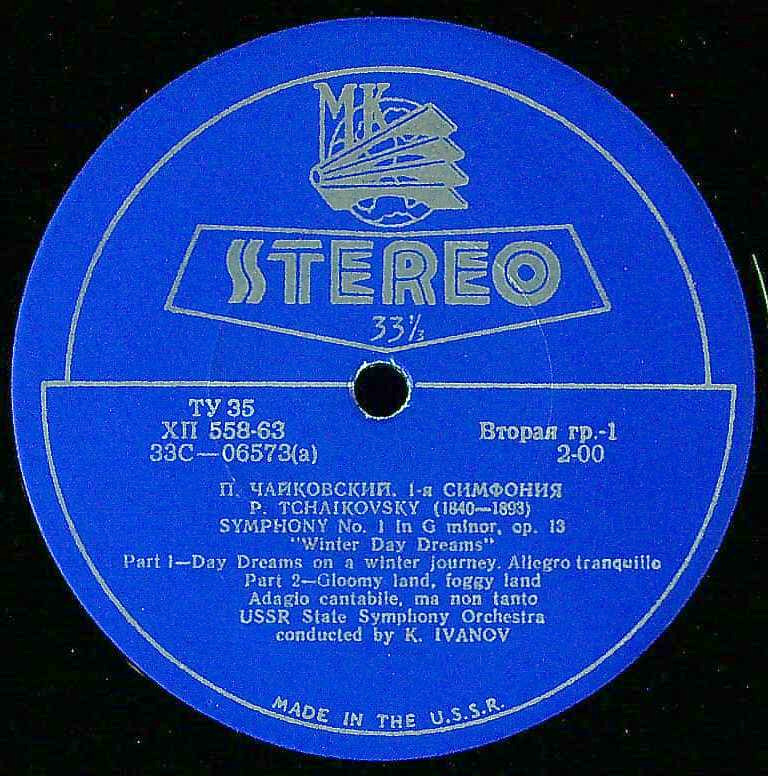 МК
STEREO
33⅓
ТУ 35
ХП 558-63
33С—06573(а)
Вторая гр.-1
2-00
П. ЧАЙКОВСКИЙ. 1-я СИМФОНИЯ
P. TCHAIKOVSKY (1840—1893)
SYMPHONY No. 1 in G minor, op. 13
"Winter Day Dreams"
Part 1—Day Dreams on a winter journey. Allegro tranquillo
Part 2—Gloomy land, foggy land
Adagio cantabile, ma non tanto
USSR State Symphony Orchestra
conducted by K. IVANOV
MADE IN THE U.S.S.R.